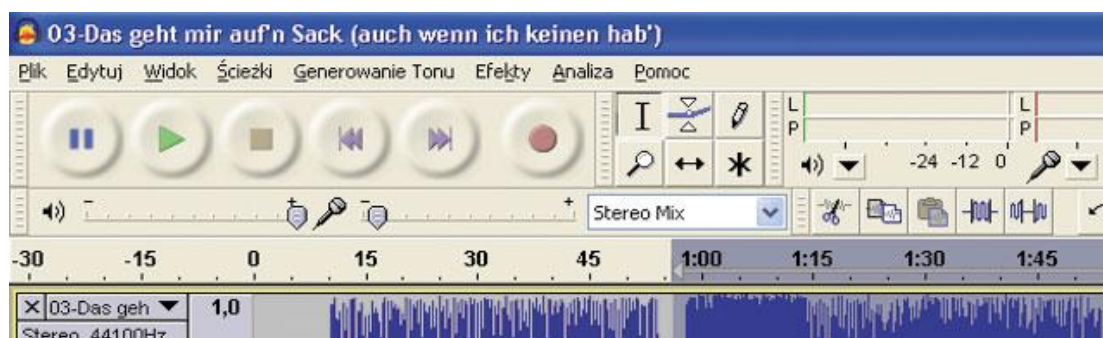 03-Das geht mir auf'n Sack (auch wenn ich keinen hab')
Plik Edytuj Widok Ścieżki Generowanie Tonu Efekty Analiza Pomoc
L L
P P
-24 -12 0
Stereo Mix
-30 -15 0 15 30 45 1:00 1:15 1:30 1:45
03-Das geh 1,0
Stereo, 44100Hz